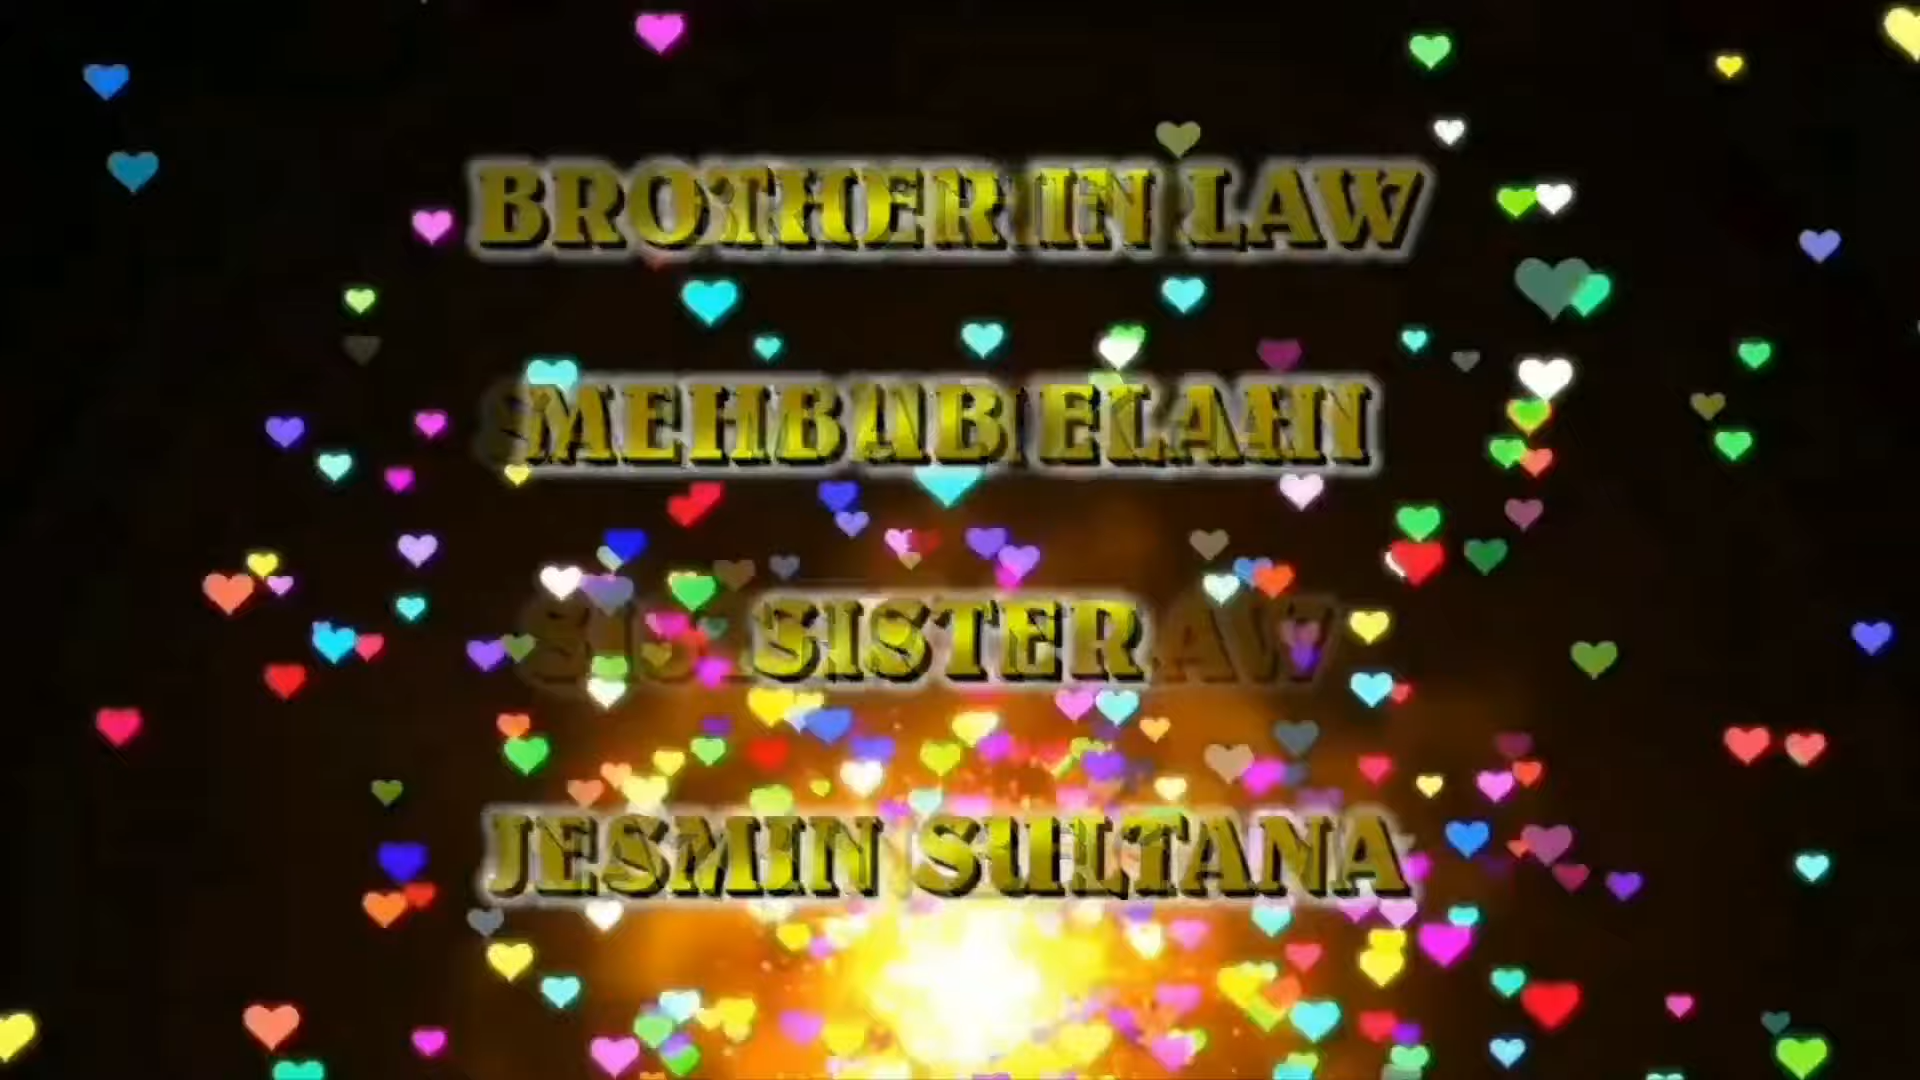 BROTHER IN LAW
MEHBUB ELAHI
SISTER
JESMIN SULTANA